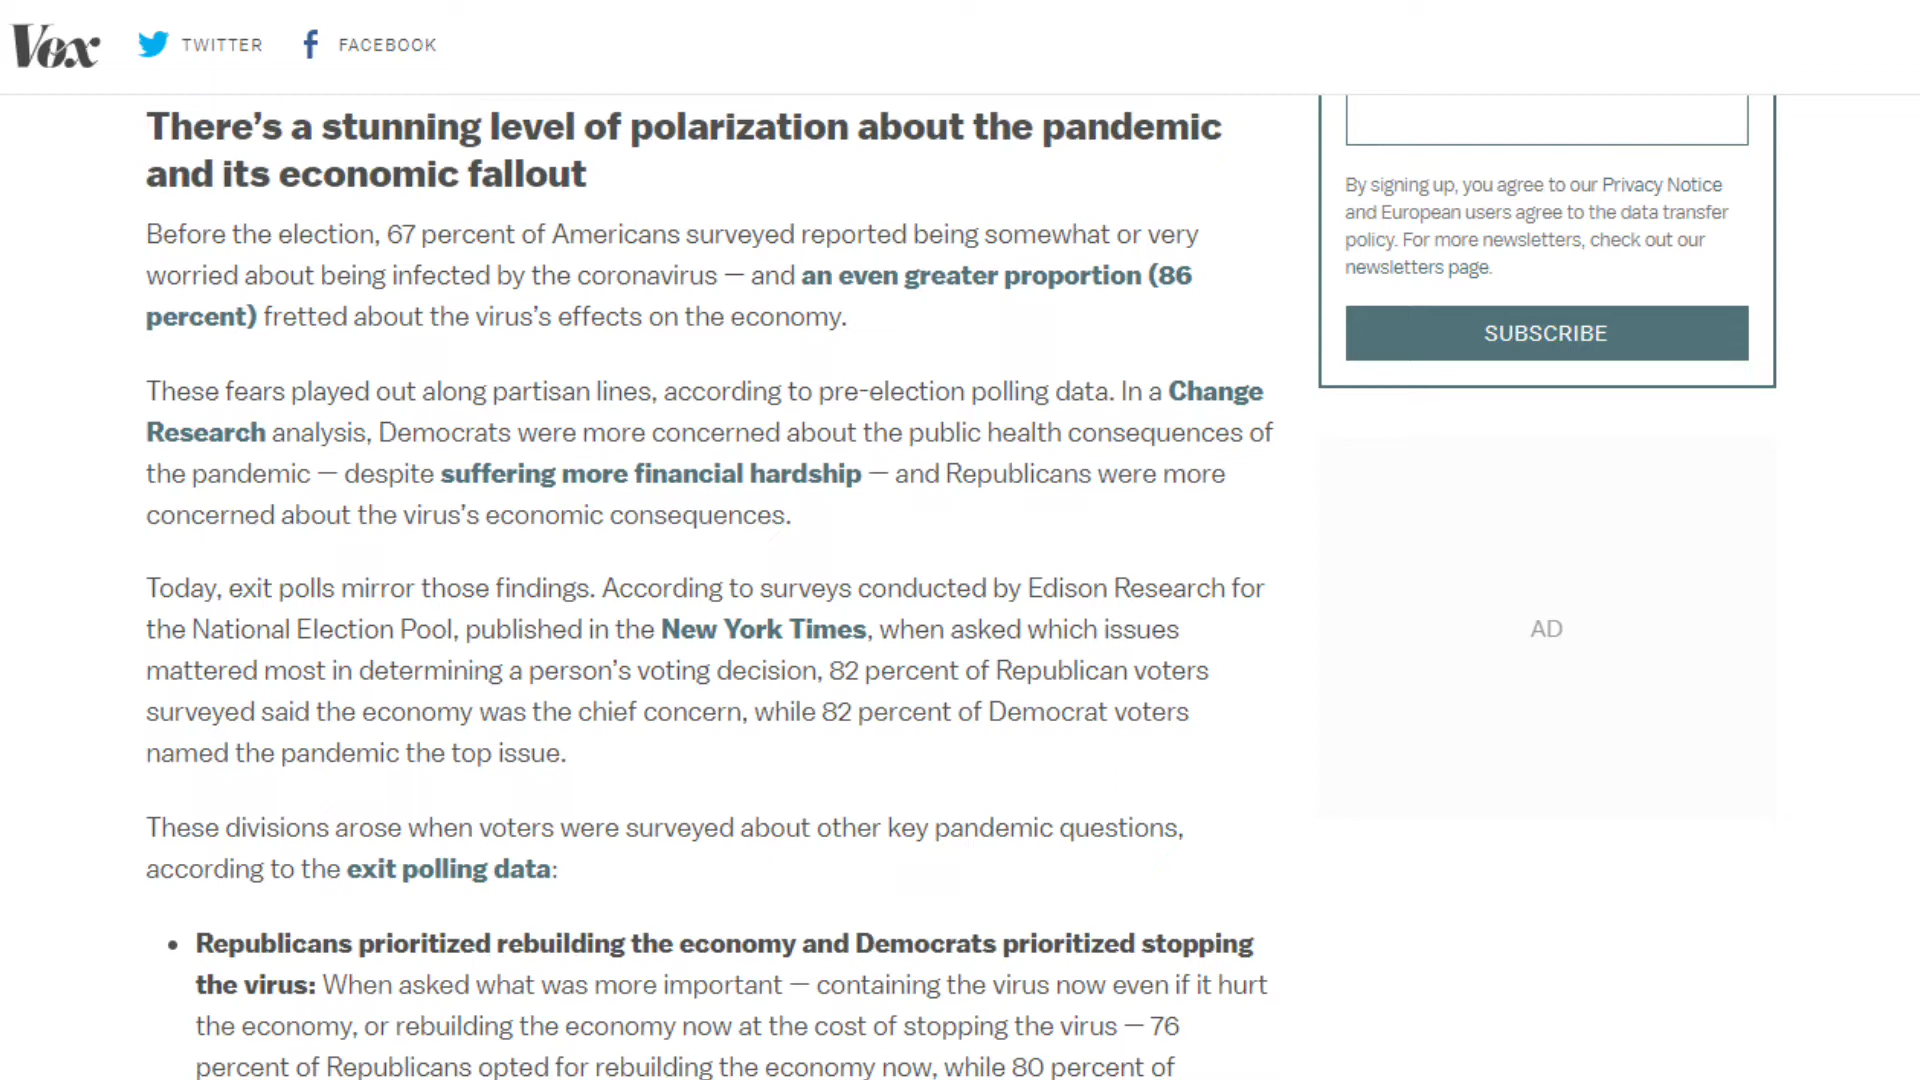 Vox TWITTER FACEBOOK
There's a stunning level of polarization about the pandemic
and its economic fallout
Before the election, 67 percent of Americans surveyed reported being somewhat or very
worried about being infected by the coronavirus — and an even greater proportion (86
percent) fretted about the virus's effects on the economy.
These fears played out along partisan lines, according to pre-election polling data. In a Change
Research analysis, Democrats were more concerned about the public health consequences of
the pandemic — despite suffering more financial hardship — and Republicans were more
concerned about the virus's economic consequences.
Today, exit polls mirror those findings. According to surveys conducted by Edison Research for
the National Election Pool, published in the New York Times, when asked which issues
mattered most in determining a person's voting decision, 82 percent of Republican voters
surveyed said the economy was the chief concern, while 82 percent of Democrat voters
named the pandemic the top issue.
These divisions arose when voters were surveyed about other key pandemic questions,
according to the exit polling data:
• Republicans prioritized rebuilding the economy and Democrats prioritized stopping
the virus: When asked what was more important — containing the virus now even if it hurt
the economy, or rebuilding the economy now at the cost of stopping the virus — 76
percent of Republicans opted for rebuilding the economy now, while 80 percent of
By signing up, you agree to our Privacy Notice
and European users agree to the data transfer
policy. For more newsletters, check out our
newsletters page.
SUBSCRIBE
AD